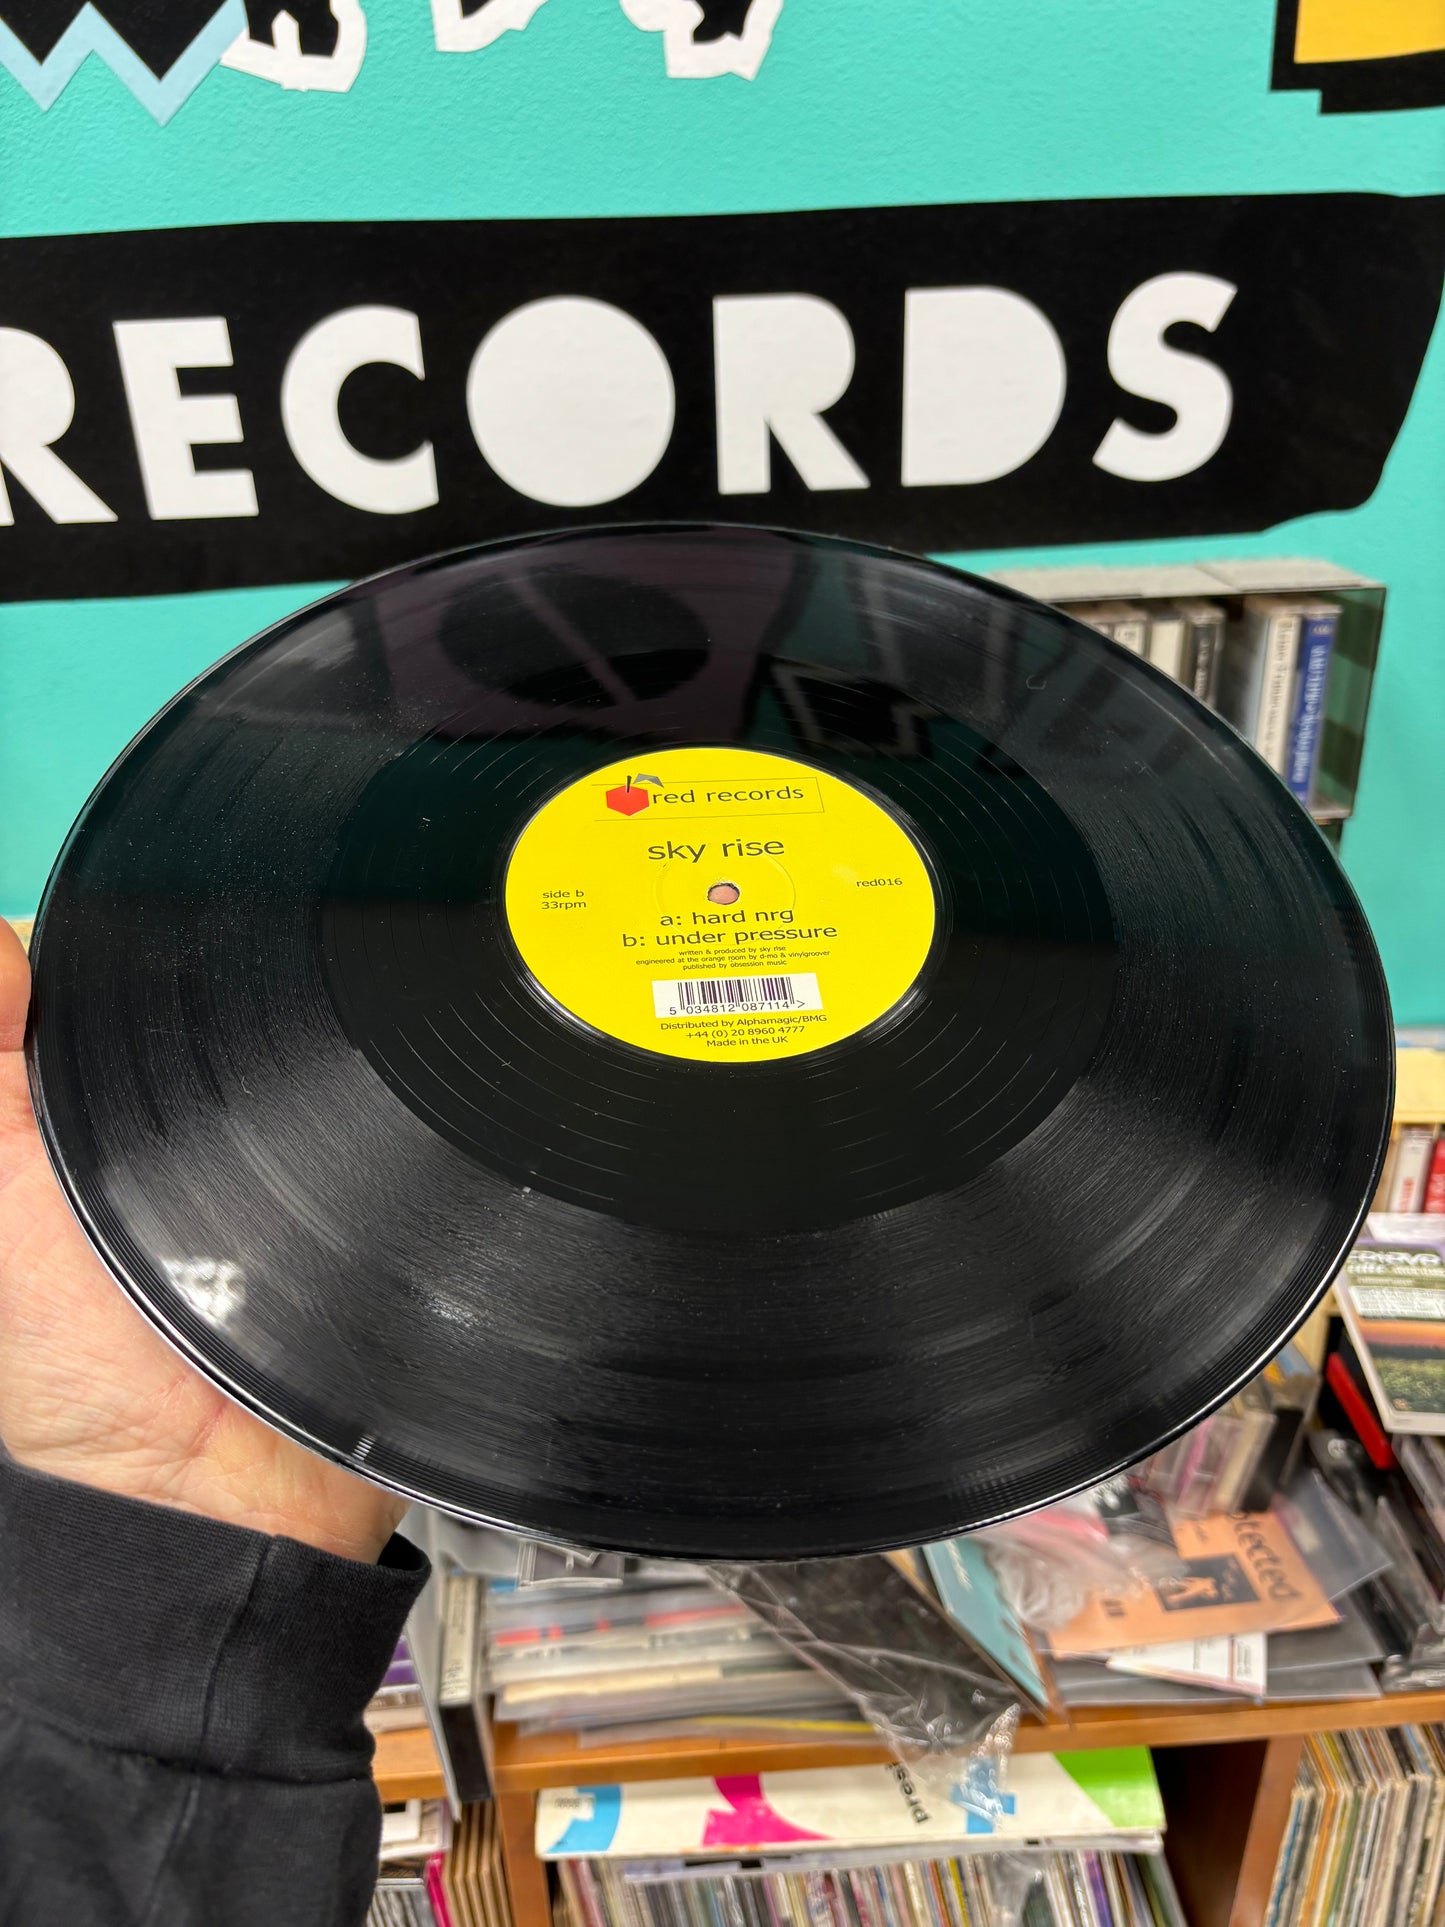 RECORDS
red records
sky rise
side b
33rpm
red016
a: hard nrg
b: under pressure
written & produced by sky rise
engineered at the orange room by d-mo & vinylgroover
published by obsession music
5 034812 087114 >
Distributed by Alphamagic/BMG
+44 (0) 20 8960 4777
Made in the UK